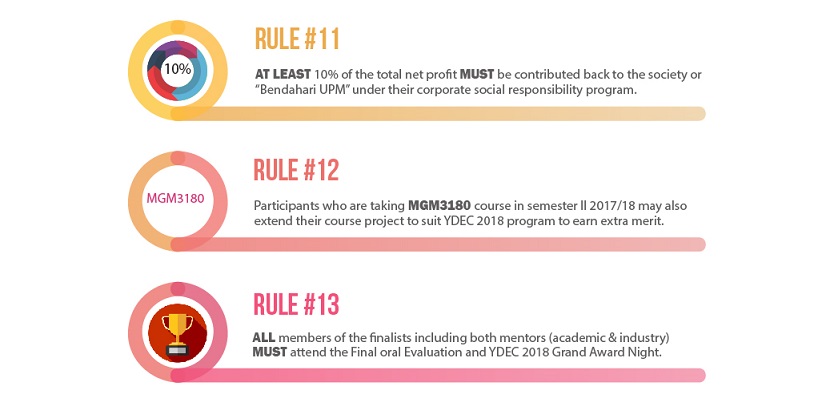 RULE #11
10%
AT LEAST 10% of the total net profit MUST be contributed back to the society or
“Bendahari UPM” under their corporate social responsibility program.
RULE #12
MGM3180
Participants who are taking MGM3180 course in semester II 2017/18 may also
extend their course project to suit YDEC 2018 program to earn extra merit.
RULE #13
ALL members of the finalists including both mentors (academic & industry)
MUST attend the Final oral Evaluation and YDEC 2018 Grand Award Night.